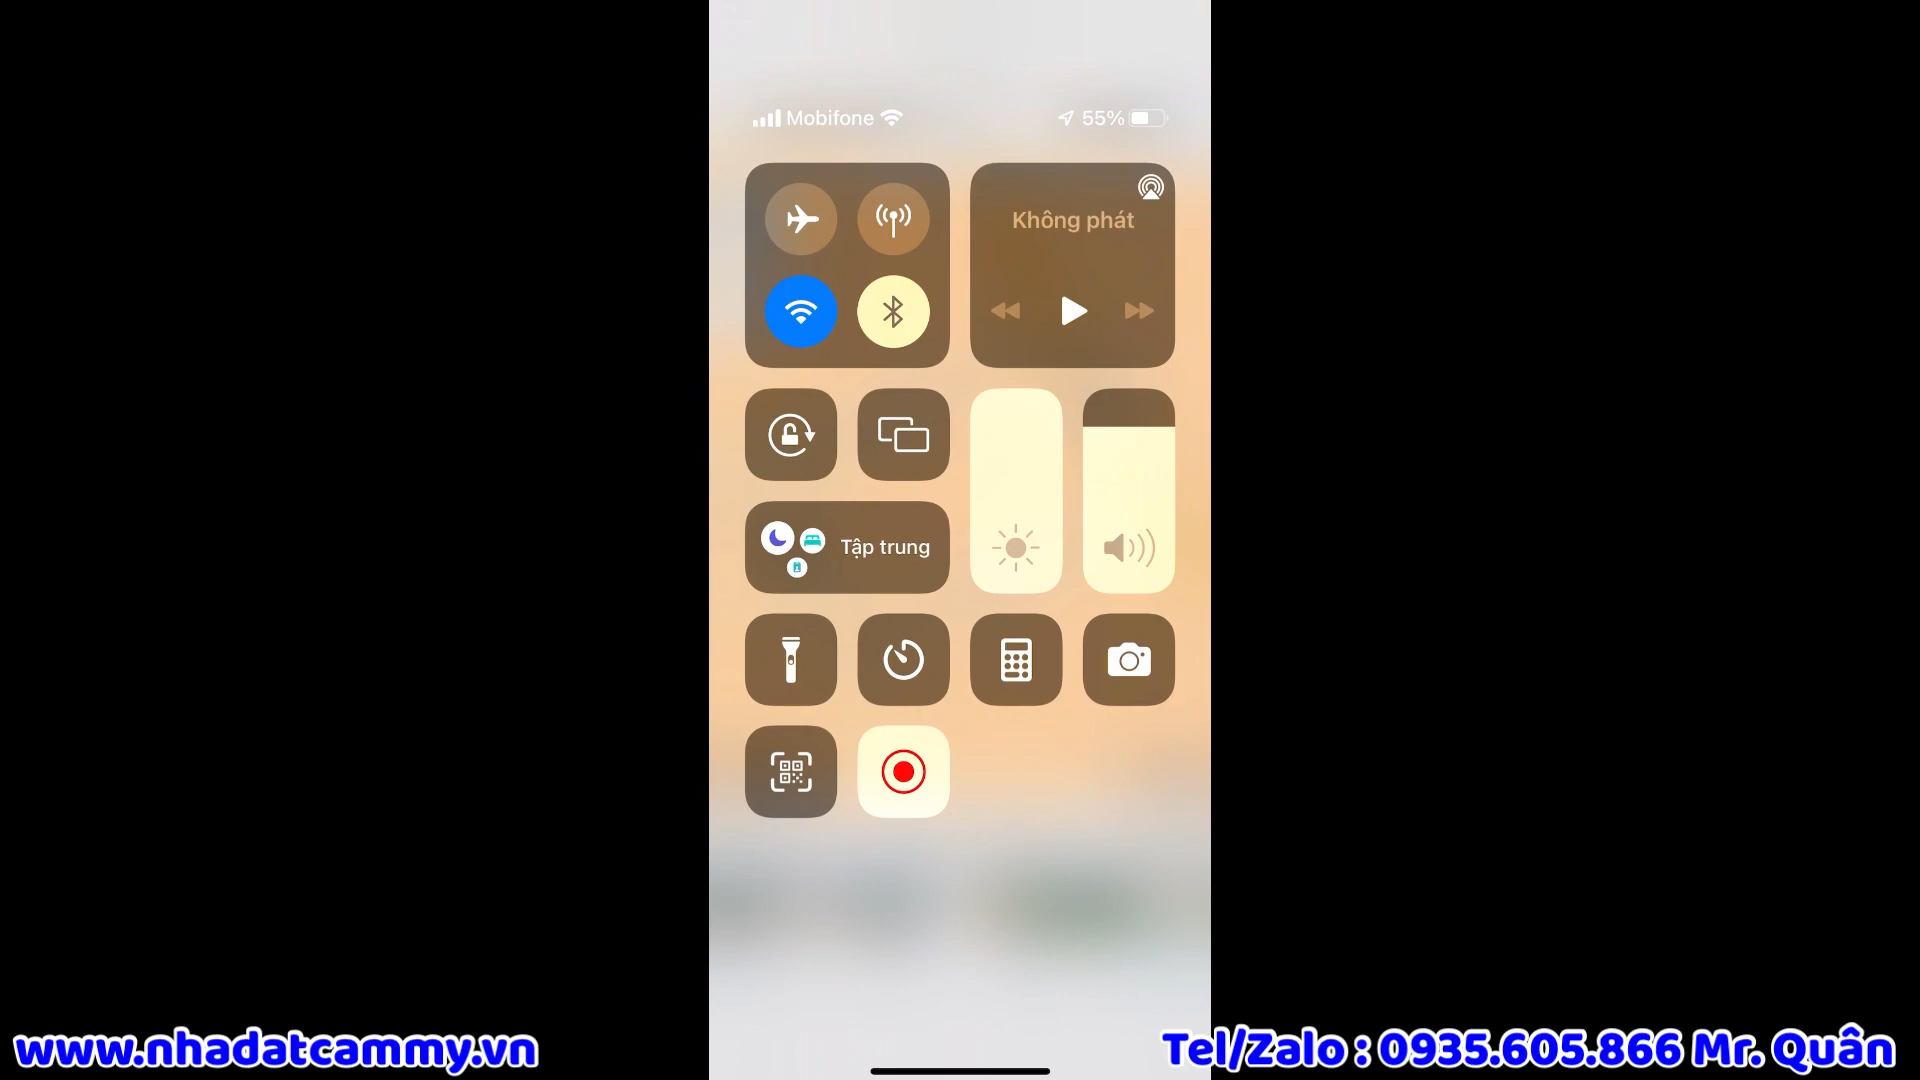 Mobifone
55%
Không phát
Tập trung
www.nhadatcammy.vn
Tel/Zalo : 0935.605.866 Mr. Quân